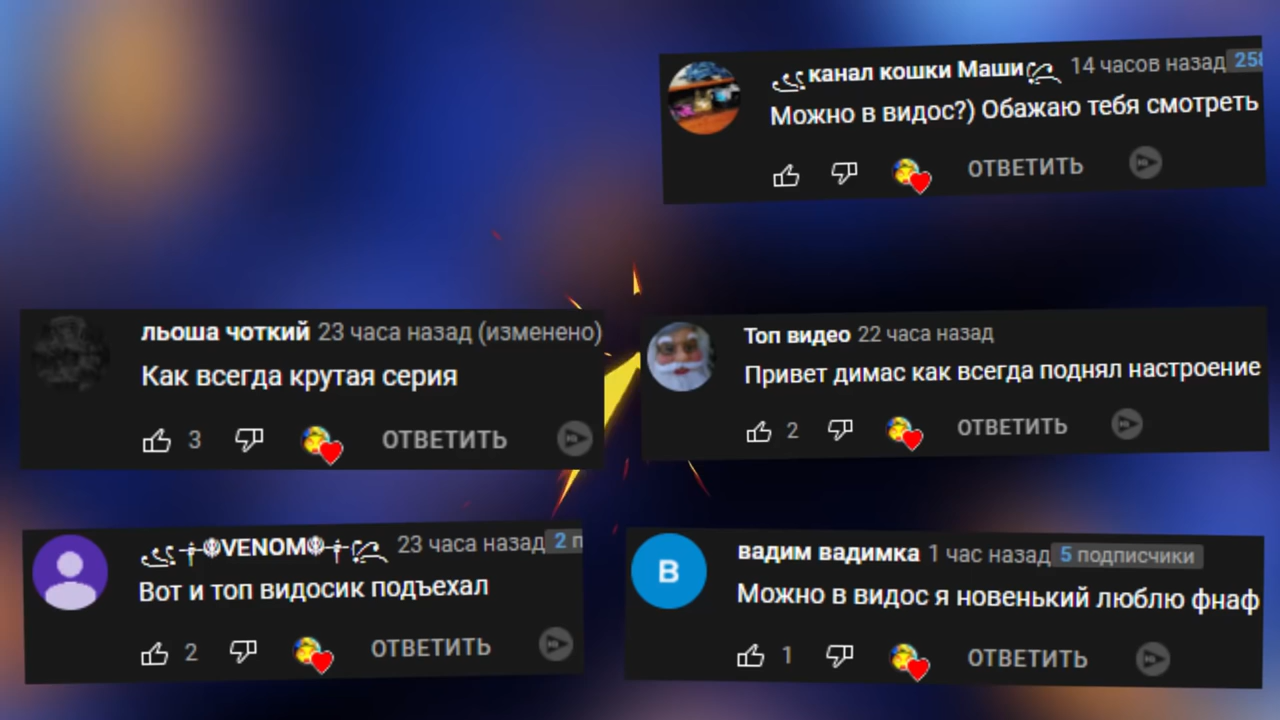 ꧁канал кошки Маши꧂ 14 часов назад 258
Можно в видос?) Обажаю тебя смотреть
ОТВЕТИТЬ
льоша чоткий 23 часа назад (изменено)
Как всегда крутая серия
3 ОТВЕТИТЬ
Топ видео 22 часа назад
Привет димас как всегда поднял настроение
2 ОТВЕТИТЬ
꧁༒☬VENOM☬༒꧂ 23 часа назад 2 п
Вот и топ видосик подъехал
2 ОТВЕТИТЬ
вадим вадимка 1 час назад 5 подписчики
В
Можно в видос я новенький люблю фнаф
1 ОТВЕТИТЬ